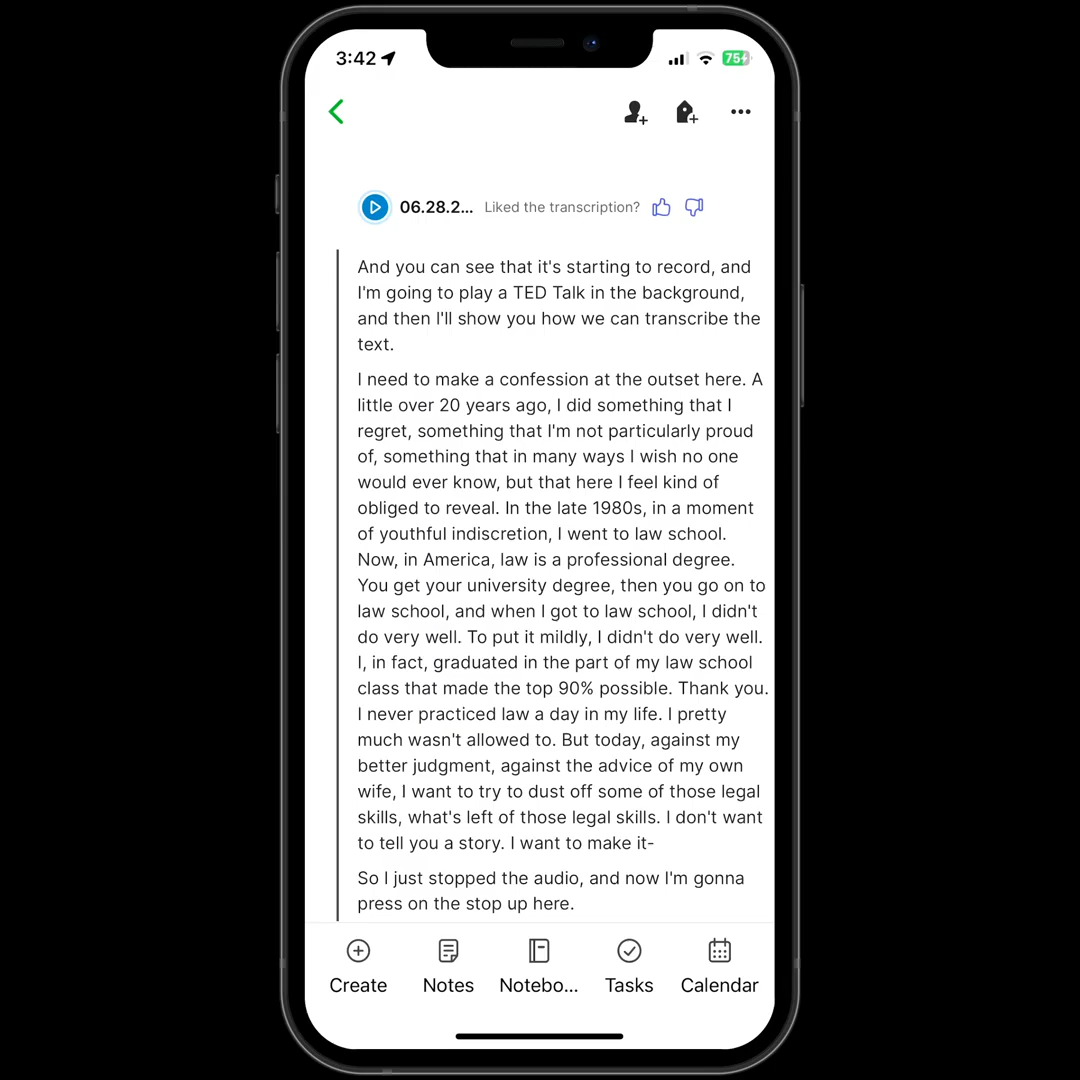 3:42
75
06.28.2... Liked the transcription?
And you can see that it's starting to record, and
I'm going to play a TED Talk in the background,
and then I'll show you how we can transcribe the
text.
I need to make a confession at the outset here. A
little over 20 years ago, I did something that I
regret, something that I'm not particularly proud
of, something that in many ways I wish no one
would ever know, but that here I feel kind of
obliged to reveal. In the late 1980s, in a moment
of youthful indiscretion, I went to law school.
Now, in America, law is a professional degree.
You get your university degree, then you go on to
law school, and when I got to law school, I didn't
do very well. To put it mildly, I didn't do very well.
I, in fact, graduated in the part of my law school
class that made the top 90% possible. Thank you.
I never practiced law a day in my life. I pretty
much wasn't allowed to. But today, against my
better judgment, against the advice of my own
wife, I want to try to dust off some of those legal
skills, what's left of those legal skills. I don't want
to tell you a story. I want to make it-
So I just stopped the audio, and now I'm gonna
press on the stop up here.
Create Notes Notebo... Tasks Calendar